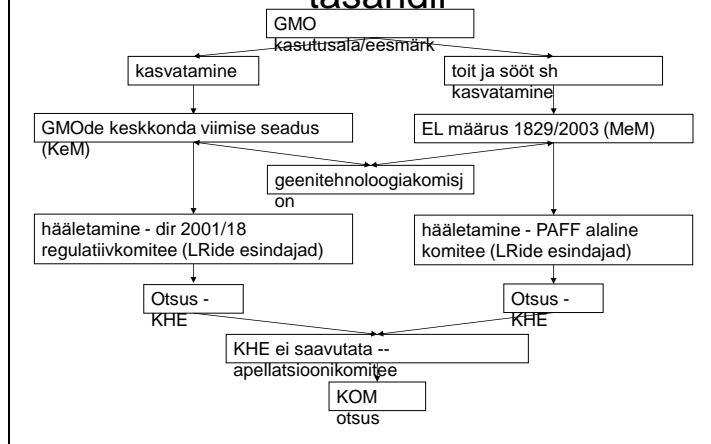 tasandil
GMO
kasutusala/eesmärk
kasvatamine
toit ja sööt sh
kasvatamine
GMOde keskkonda viimise seadus
(KeM)
EL määrus 1829/2003 (MeM)
geenitehnoloogiakomisj
on
hääletamine - dir 2001/18
regulatiivkomitee (LRide esindajad)
hääletamine - PAFF alaline
komitee (LRide esindajad)
Otsus -
KHE
Otsus -
KHE
KHE ei saavutata --
apellatsioonikomitee
KOM
otsus